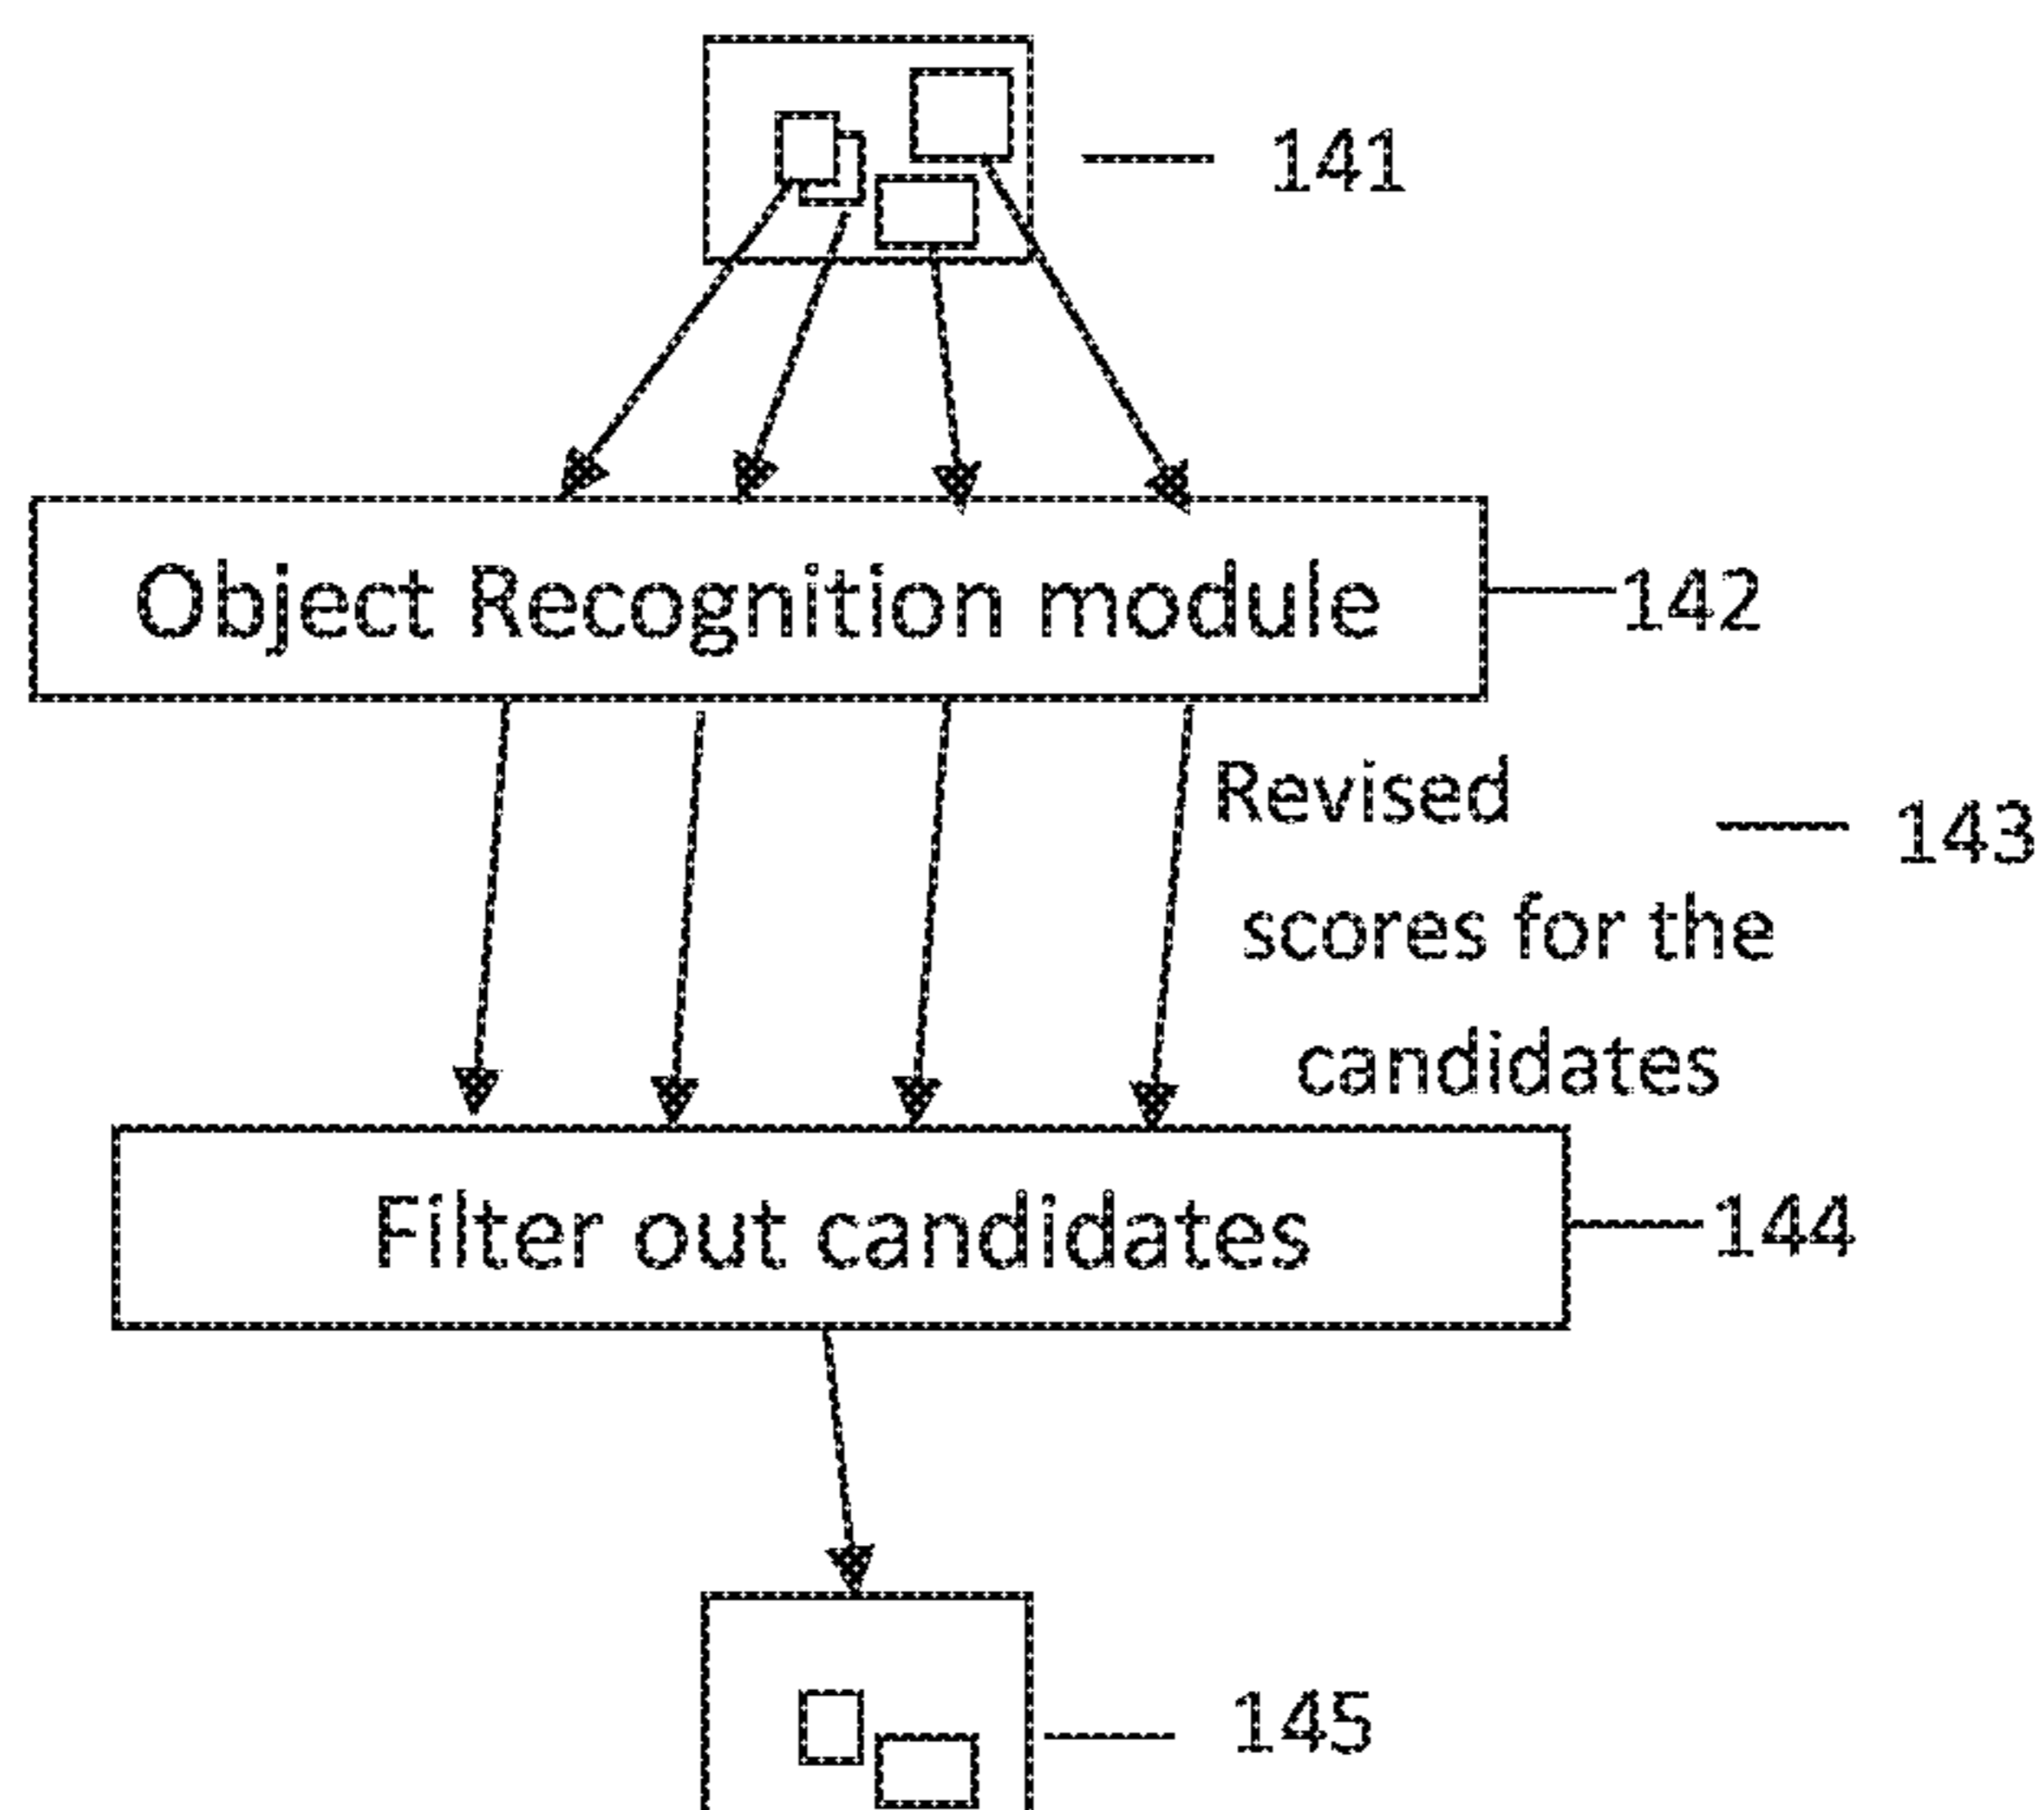 141
Object Recognition module
142
Revised
143
scores for the
candidates
Filter out candidates
144
145